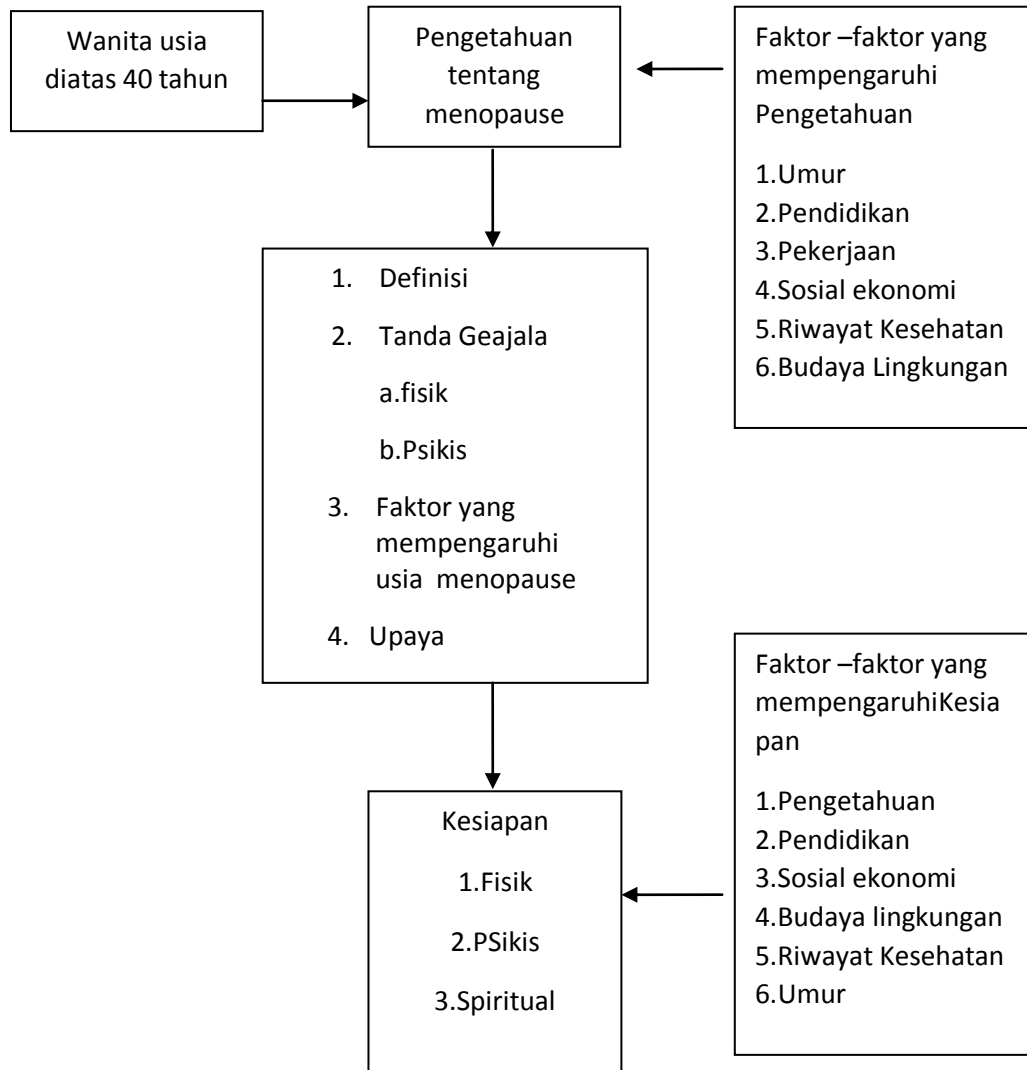 Wanita usia
diatas 40 tahun
Pengetahuan
tentang
menopause
Faktor –faktor yang
mempengaruhi
Pengetahuan
1.Umur
2.Pendidikan
3.Pekerjaan
4.Sosial ekonomi
5.Riwayat Kesehatan
6.Budaya Lingkungan
1. Definisi
2. Tanda Geajala
a.fisik
b.Psikis
3. Faktor yang
mempengaruhi
usia menopause
4. Upaya
Faktor –faktor yang
mempengaruhiKesia
pan
1.Pengetahuan
2.Pendidikan
3.Sosial ekonomi
4.Budaya lingkungan
5.Riwayat Kesehatan
6.Umur
Kesiapan
1.Fisik
2.PSikis
3.Spiritual